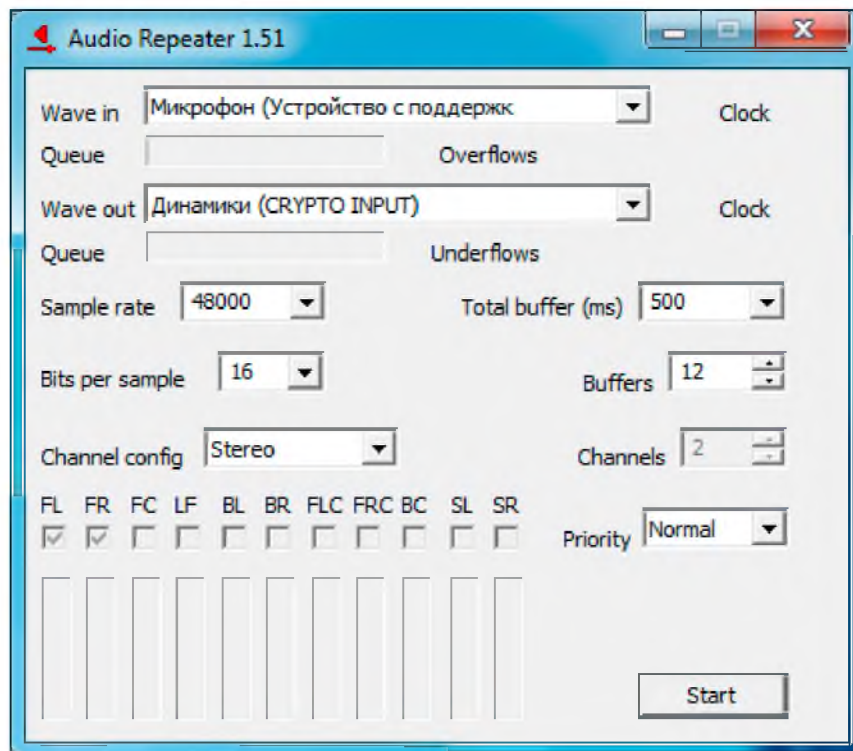 Audio Repeater 1.51
Wave in Микрофон (Устройство с поддержк Clock
Queue Overflows
Wave out Динамики (CRYPTO INPUT) Clock
Queue Underflows
Sample rate 48000 Total buffer (ms) 500
Bits per sample 16 Buffers 12
Channel config Stereo Channels 2
FL FR FC LF BL BR FLC FRC BC SL SR
Priority Normal
Start